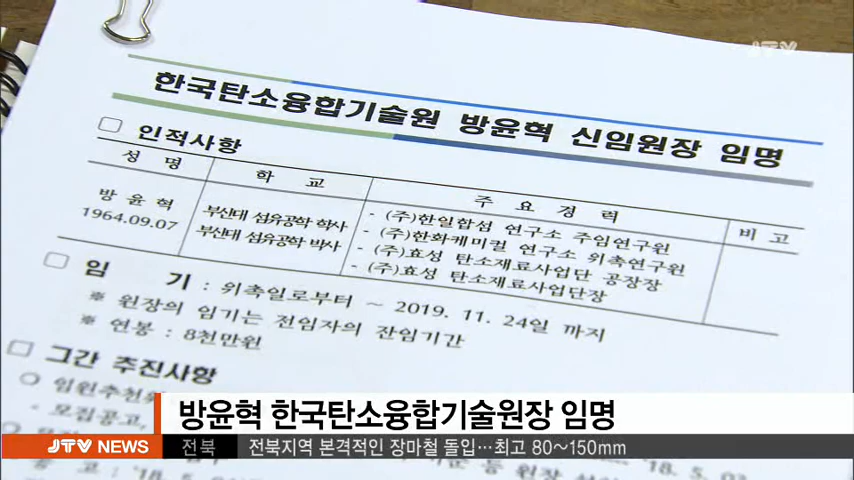 JTV
한국탄소융합기술원 방윤혁 신임원장 임명
□ 인적사항
성 명 학 교 주 요 경 력 비 고
방 윤 혁
1964.09.07
부산대 섬유공학 학사
부산대 섬유공학 박사
- (주)한일합섬 연구소 주임연구원
- (주)한화케미컬 연구소 위촉연구원
- (주)효성 탄소재료사업단 공장장
- (주)효성 탄소재료사업단장
□ 임 기 : 위촉일로부터 ~ 2019. 11. 24일 까지
※ 원장의 임기는 전임자의 잔임기간
※ 연봉 : 8천만원
□ 그간 추진사항
○ 임원추천
- 모집공고,
방윤혁 한국탄소융합기술원장 임명
JTV NEWS 전북 전북지역 본격적인 장마철 돌입…최고 80~150mm